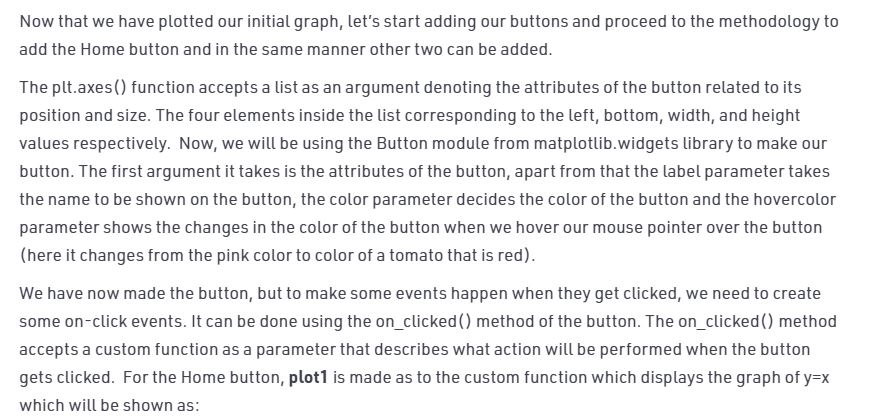 Now that we have plotted our initial graph, let's start adding our buttons and proceed to the methodology to
add the Home button and in the same manner other two can be added.
The plt.axes() function accepts a list as an argument denoting the attributes of the button related to its
position and size. The four elements inside the list corresponding to the left, bottom, width, and height
values respectively.  Now, we will be using the Button module from matplotlib.widgets library to make our
button. The first argument it takes is the attributes of the button, apart from that the label parameter takes
the name to be shown on the button, the color parameter decides the color of the button and the hovercolor
parameter shows the changes in the color of the button when we hover our mouse pointer over the button
(here it changes from the pink color to color of a tomato that is red).
We have now made the button, but to make some events happen when they get clicked, we need to create
some on-click events. It can be done using the on_clicked() method of the button. The on_clicked() method
accepts a custom function as a parameter that describes what action will be performed when the button
gets clicked.  For the Home button, plot1 is made as to the custom function which displays the graph of y=x
which will be shown as: